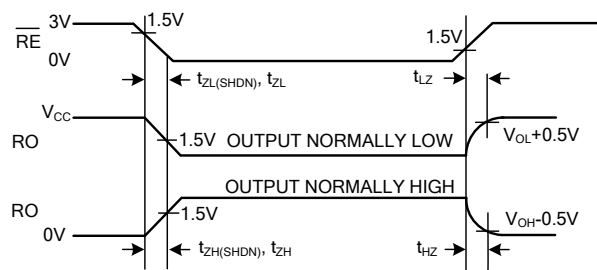 3V
1.5V
RE
0V
1.5V
tZL(SHDN), tZL
tLZ
VCC
RO
1.5V
OUTPUT NORMALLY LOW
VOL+0.5V
OUTPUT NORMALLY HIGH
RO
1.5V
0V
VOH-0.5V
tZH(SHDN), tZH
tHZ